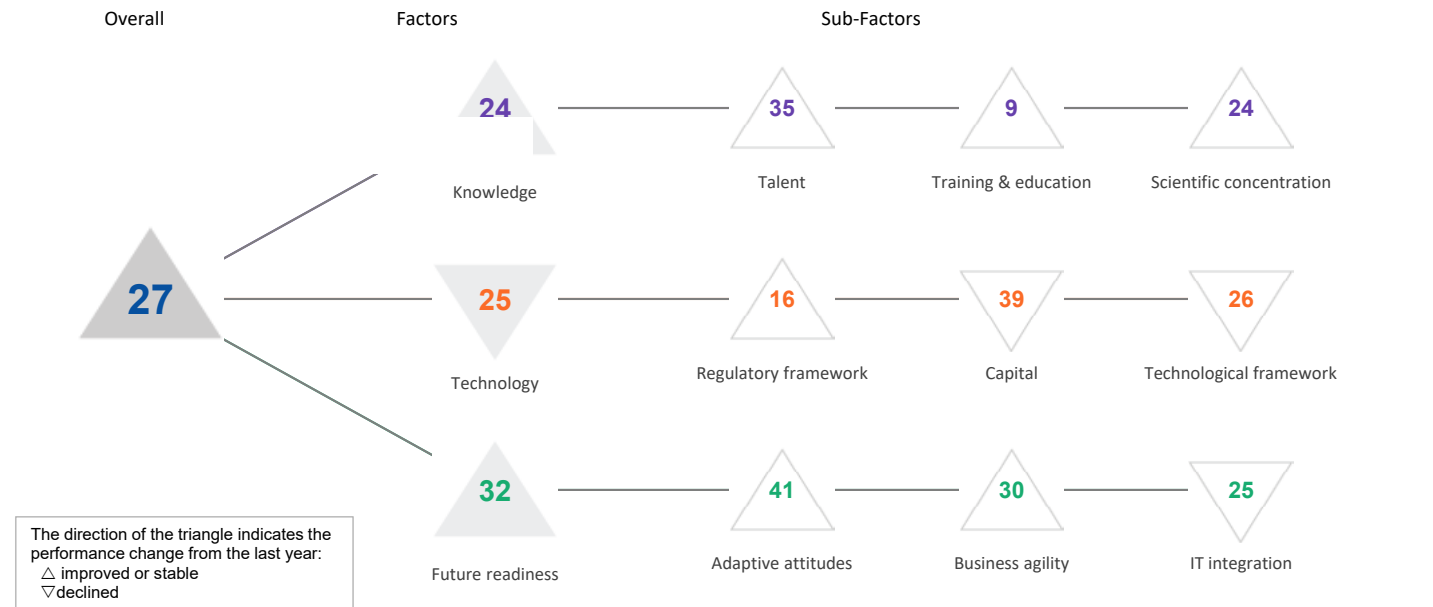 Overall Factors Sub-Factors
24 35 9 24
Knowledge Talent Training & education Scientific concentration
27 25 16 39 26
Technology Regulatory framework Capital Technological framework
32 41 30 25
Future readiness Adaptive attitudes Business agility IT integration
The direction of the triangle indicates the
performance change from the last year:
△ improved or stable
▽declined